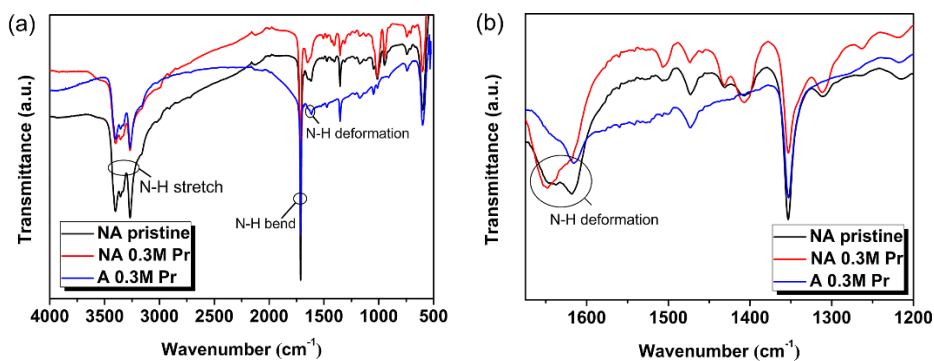 (a)
Transmittance (a.u.)
N-H stretch
N-H deformation
N-H bend
NA pristine
NA 0.3M Pr
A 0.3M Pr
4000 3500 3000 2500 2000 1500 1000 500
Wavenumber (cm-1)
(b)
Transmittance (a.u.)
N-H deformation
NA pristine
NA 0.3M Pr
A 0.3M Pr
1600 1500 1400 1300 1200
Wavenumber (cm-1)